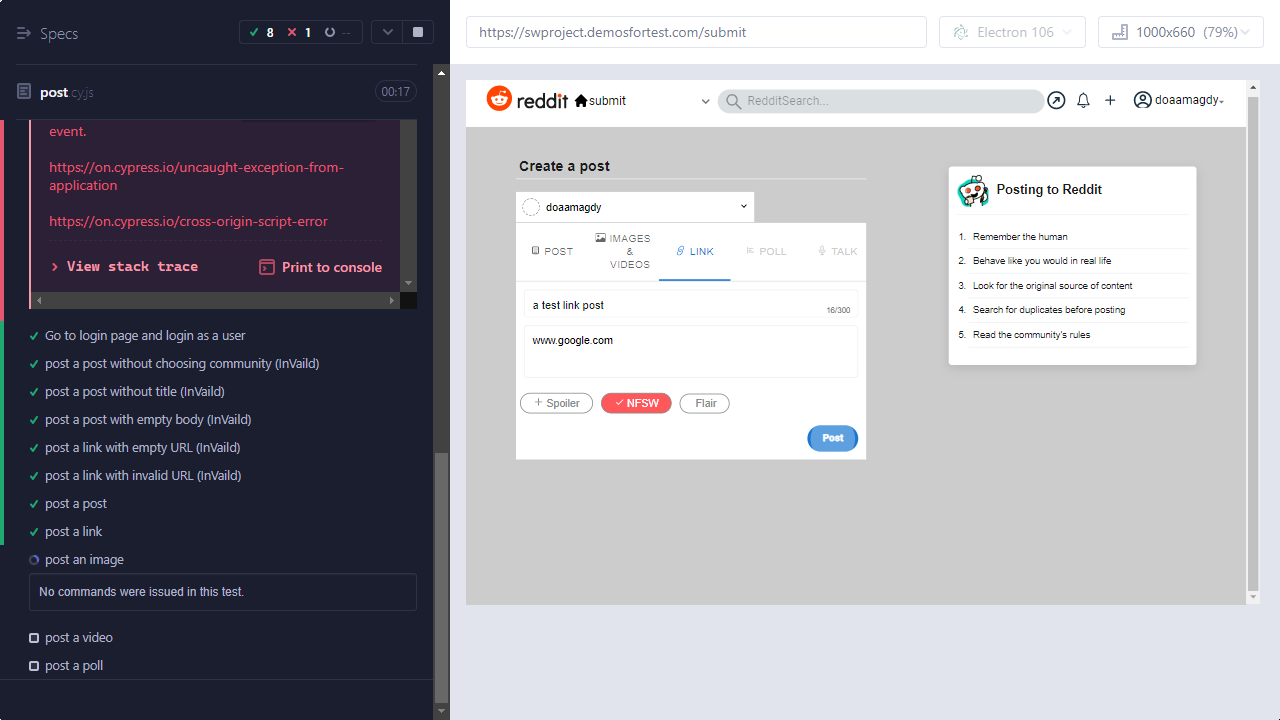 Specs
8 1 --
post.cy.js
00:17
event.
https://on.cypress.io/uncaught-exception-from-
application
https://on.cypress.io/cross-origin-script-error
View stack trace
Print to console
Go to login page and login as a user
post a post without choosing community (InVaild)
post a post without title (InVaild)
post a post with empty body (InVaild)
post a link with empty URL (InVaild)
post a link with invalid URL (InVaild)
post a post
post a link
post an image
No commands were issued in this test.
post a video
post a poll
https://swproject.demosfortest.com/submit
Electron 106
1000x660 (79%)
reddit
submit
RedditSearch...
doaamagdy
Create a post
doaamagdy
POST
IMAGES
&
VIDEOS
LINK
POLL
TALK
a test link post
16/300
www.google.com
+ Spoiler
NFSW
Flair
Post
Posting to Reddit
1. Remember the human
2. Behave like you would in real life
3. Look for the original source of content
4. Search for duplicates before posting
5. Read the community's rules